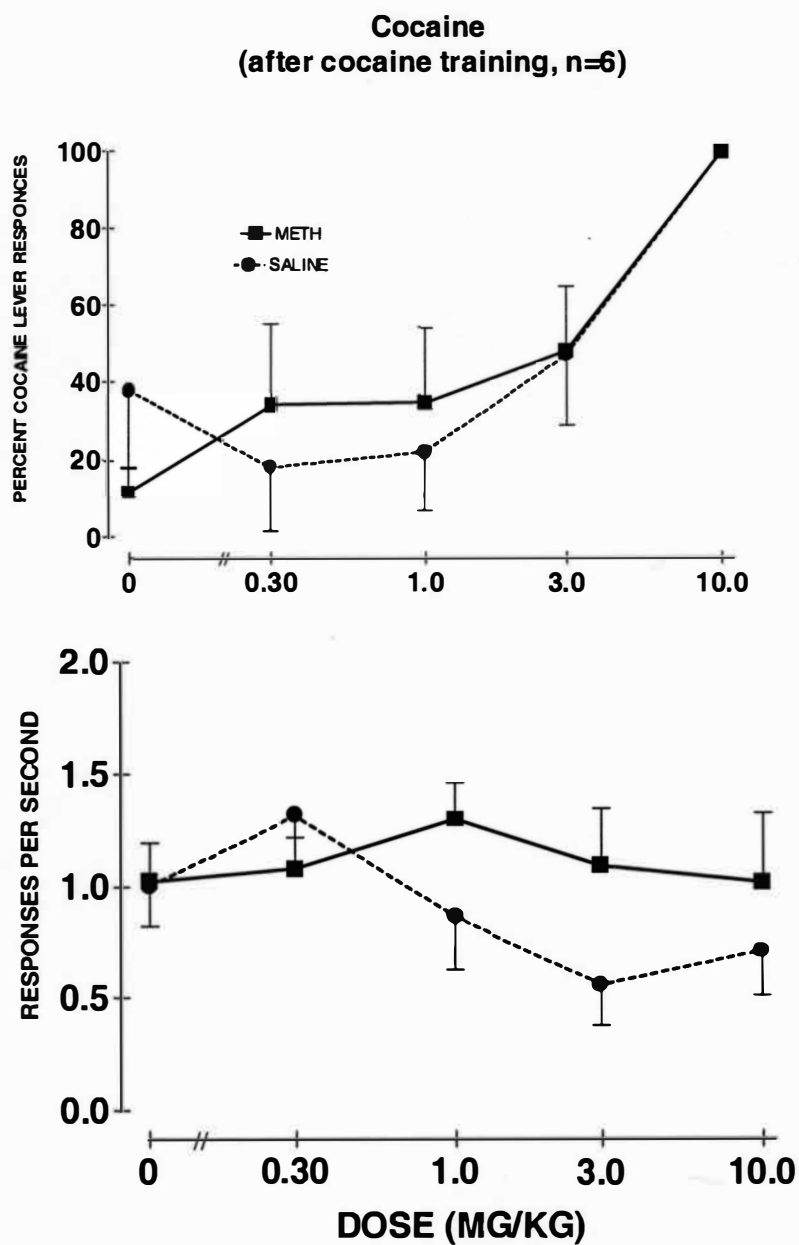 Cocaine
(after cocaine training, n=6)
PERCENT COCAINE LEVER RESPONCES
100
80
60
40
20
0
METH
SALINE
0 0.30 1.0 3.0 10.0
RESPONSES PER SECOND
2.0
1.5
1.0
0.5
0.0
0 0.30 1.0 3.0 10.0
DOSE (MG/KG)